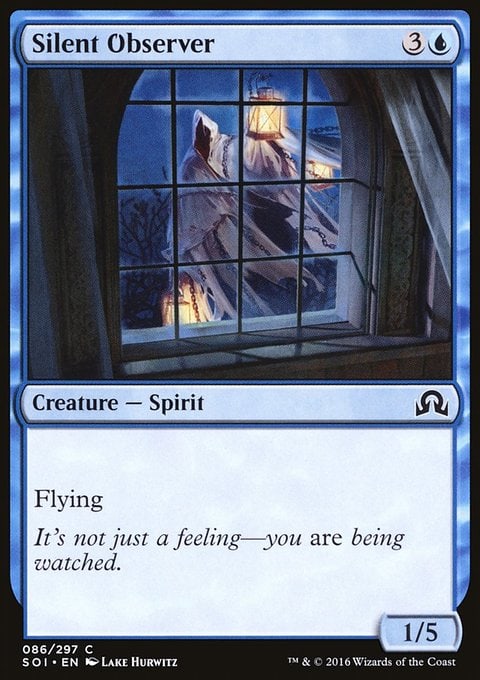 Silent Observer 3
Creature — Spirit
Flying
It's not just a feeling—you are being
watched.
1/5
086/297 C
SOI • EN Lake Hurwitz
™ & © 2016 Wizards of the Coast